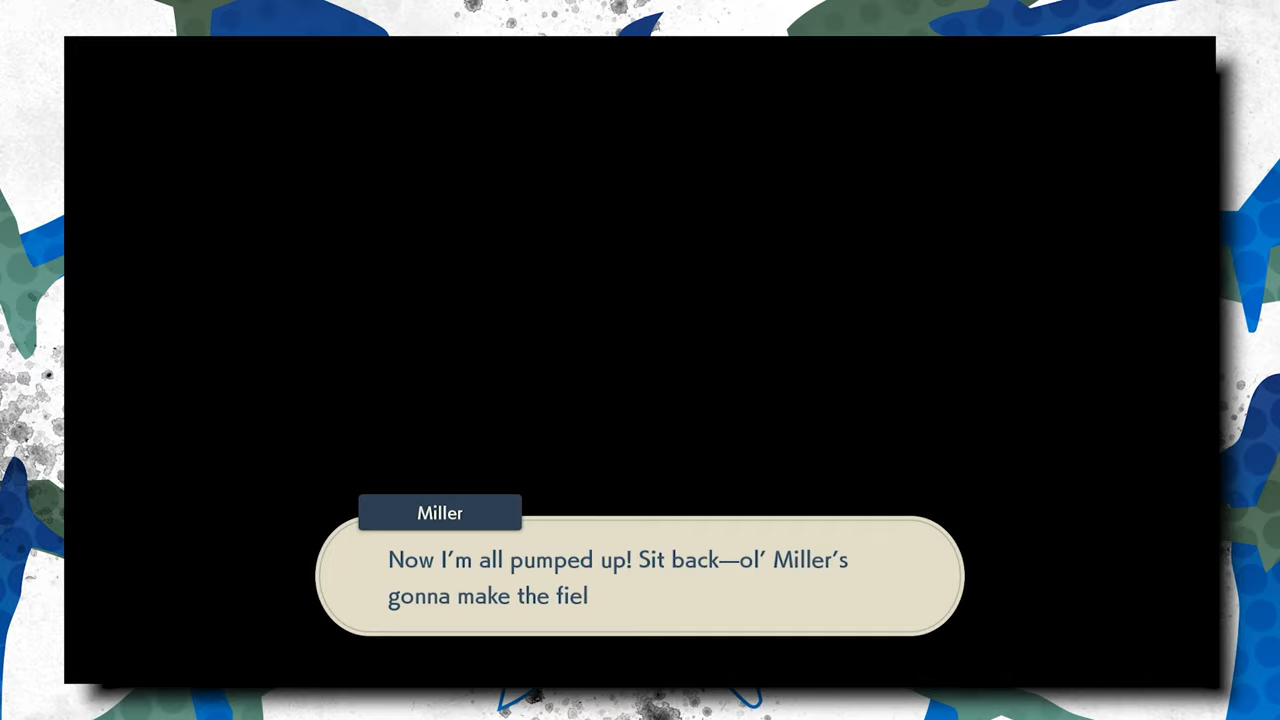 Miller
Now I'm all pumped up! Sit back—ol' Miller's
gonna make the fiel